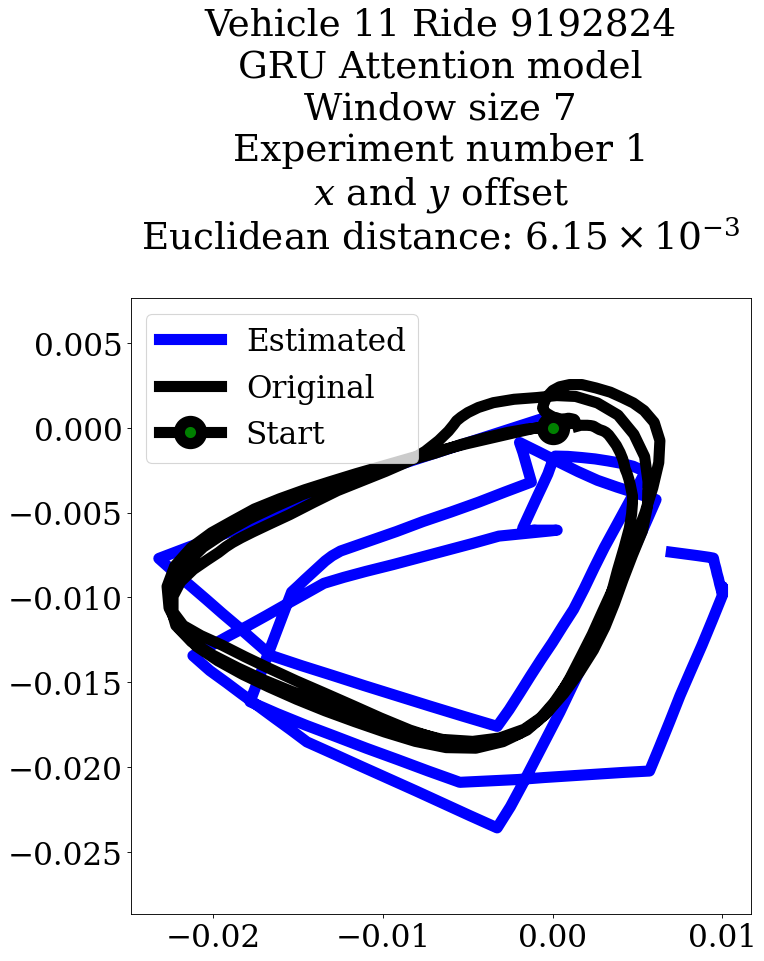 Vehicle 11 Ride 9192824
GRU Attention model
Window size 7
Experiment number 1
x and y offset
Euclidean distance: 6.15 × 10⁻³
Estimated
Original
Start
0.005
0.000
−0.005
−0.010
−0.015
−0.020
−0.025
−0.02
−0.01
0.00
0.01